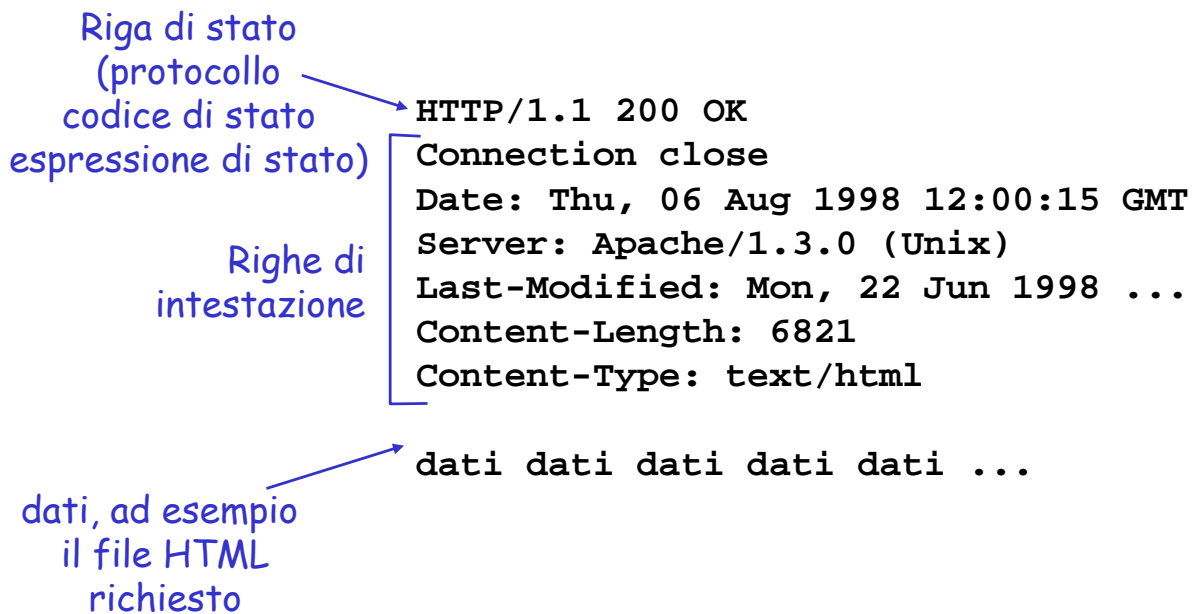 Riga di stato
(protocollo
codice di stato
espressione di stato)
HTTP/1.1 200 OK
Connection close
Date: Thu, 06 Aug 1998 12:00:15 GMT
Server: Apache/1.3.0 (Unix)
Last-Modified: Mon, 22 Jun 1998 ...
Content-Length: 6821
Content-Type: text/html
Righe di
intestazione
dati dati dati dati dati ...
dati, ad esempio
il file HTML
richiesto